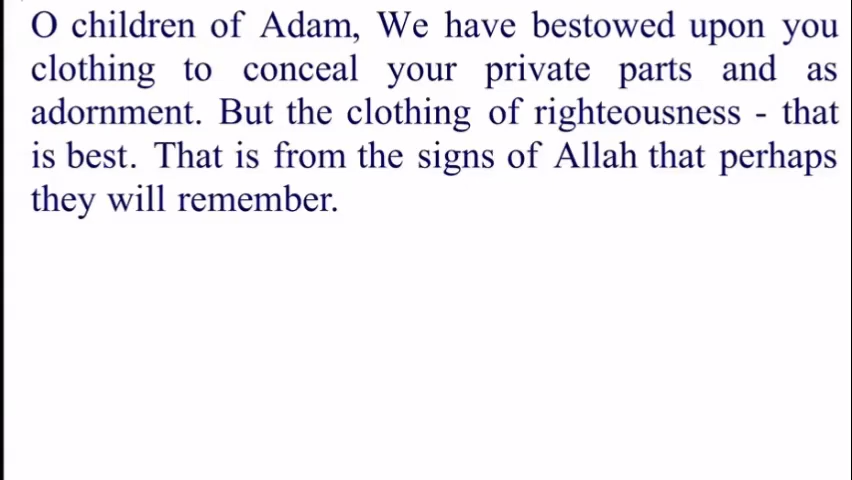 O children of Adam, We have bestowed upon you
clothing to conceal your private parts and as
adornment. But the clothing of righteousness - that
is best. That is from the signs of Allah that perhaps
they will remember.